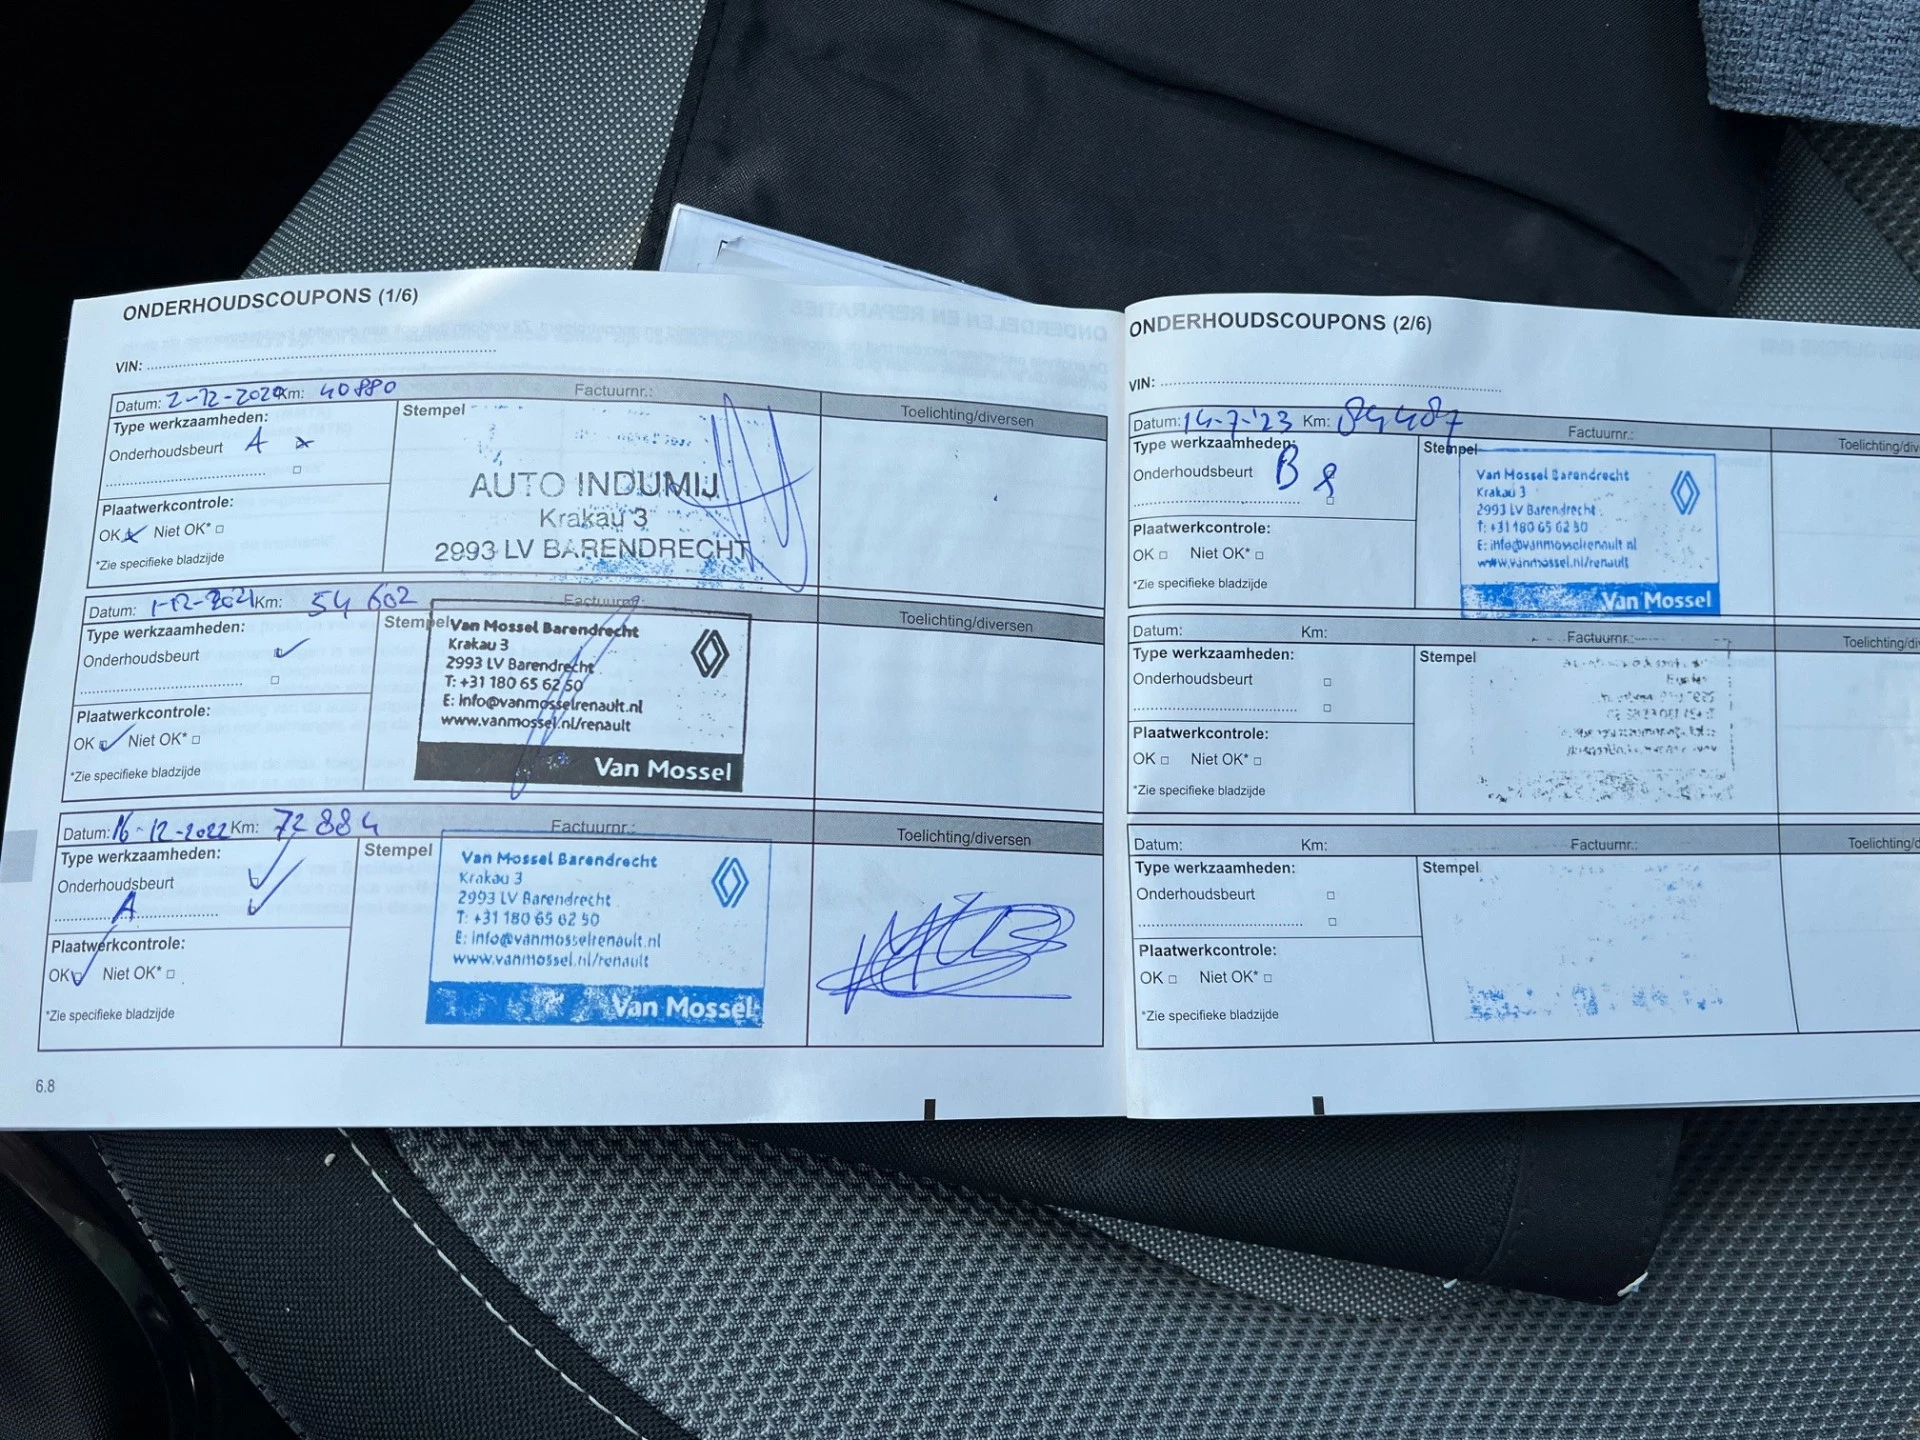 ONDERHOUDSCOUPONS (1/6)
VIN:
Datum: 2-12-2020 Km: 40880 Factuurnr.:
Type werkzaamheden:
Onderhoudsbeurt A
Plaatwerkcontrole:
OK Niet OK*
*Zie specifieke bladzijde
Stempel
AUTO INDUMIJ
Krakau 3
2993 LV BARENDRECHT
Toelichting/diversen
Datum: 1-12-2021 Km: 54 602 Factuurnr.:
Type werkzaamheden:
Onderhoudsbeurt
Plaatwerkcontrole:
OK Niet OK*
*Zie specifieke bladzijde
Stempel
Van Mossel Barendrecht
Krakau 3
2993 LV Barendrecht
T: +31 180 65 62 50
E: info@vanmosselrenault.nl
www.vanmossel.nl/renault
Van Mossel
Toelichting/diversen
Datum: 16-12-2022 Km: 72884 Factuurnr.:
Type werkzaamheden:
Onderhoudsbeurt
A
Plaatwerkcontrole:
OK Niet OK*
*Zie specifieke bladzijde
Stempel
Van Mossel Barendrecht
Krakau 3
2993 LV Barendrecht
T: +31 180 65 62 50
E: info@vanmosselrenault.nl
www.vanmossel.nl/renault
Van Mossel
Toelichting/diversen
6.8
ONDERHOUDSCOUPONS (2/6)
VIN:
Datum: 14-7-'23 Km: 84487 Factuurnr.:
Type werkzaamheden:
Onderhoudsbeurt B
Plaatwerkcontrole:
OK Niet OK*
*Zie specifieke bladzijde
Stempel
Van Mossel Barendrecht
Krakau 3
2993 LV Barendrecht
T: +31 180 65 62 50
E: info@vanmosselrenault.nl
www.vanmossel.nl/renault
Van Mossel
Toelichting/div
Datum: Km: Factuurnr.:
Type werkzaamheden:
Onderhoudsbeurt
Plaatwerkcontrole:
OK Niet OK*
*Zie specifieke bladzijde
Stempel
Toelichting/div
Datum: Km: Factuurnr.:
Type werkzaamheden:
Onderhoudsbeurt
Plaatwerkcontrole:
OK Niet OK*
*Zie specifieke bladzijde
Stempel
Toelichting/d